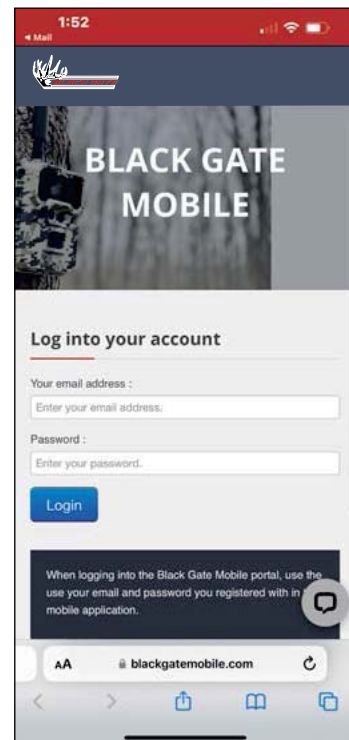 1:52
Mail
BLACK GATE
MOBILE
Log into your account
Your email address :
Enter your email address.
Password :
Enter your password.
Login
When logging into the Black Gate Mobile portal, use the
use your email and password you registered with in
mobile application.
AA blackgatemobile.com